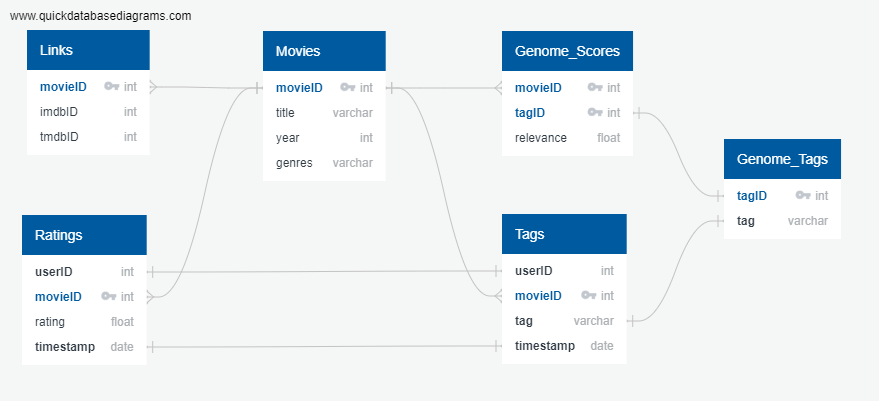 www.quickdatabasediagrams.com
Links
movieID int
imdbID int
tmdbID int
Movies
movieID int
title varchar
year int
genres varchar
Genome_Scores
movieID int
tagID int
relevance float
Genome_Tags
tagID int
tag varchar
Ratings
userID int
movieID int
rating float
timestamp date
Tags
userID int
movieID int
tag varchar
timestamp date